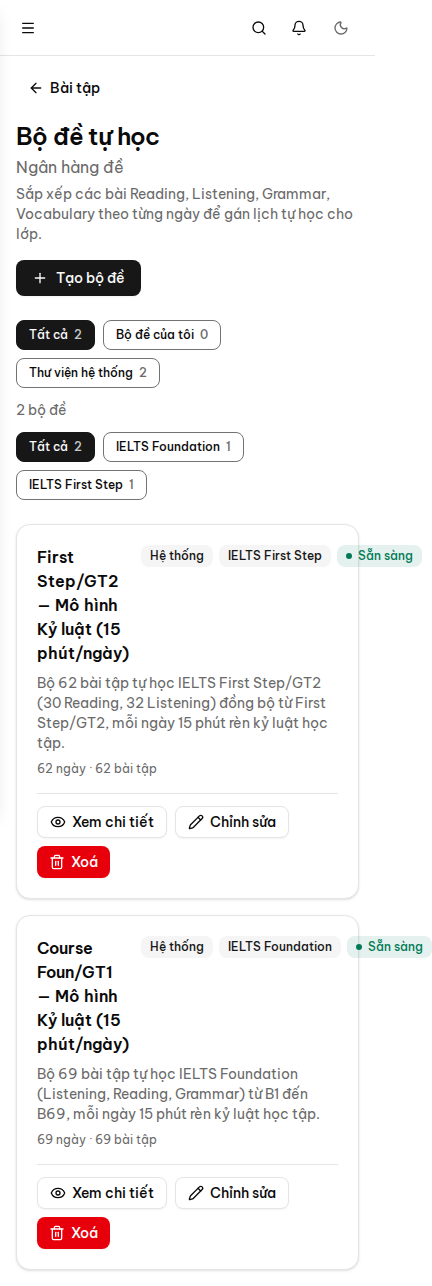 Bài tập
Bộ đề tự học
Ngân hàng đề
Sắp xếp các bài Reading, Listening, Grammar,
Vocabulary theo từng ngày để gán lịch tự học cho
lớp.
Tạo bộ đề
Tất cả 2
Bộ đề của tôi 0
Thư viện hệ thống 2
2 bộ đề
Tất cả 2
IELTS Foundation 1
IELTS First Step 1
First
Step/GT2
– Mô hình
Kỷ luật (15
phút/ngày)
Hệ thống
IELTS First Step
Sẵn sàng
Bộ 62 bài tập tự học IELTS First Step/GT2
(30 Reading, 32 Listening) đồng bộ từ First
Step/GT2, mỗi ngày 15 phút rèn kỷ luật học
tập.
62 ngày · 62 bài tập
Xem chi tiết
Chỉnh sửa
Xoá
Course
Foun/GT1
– Mô hình
Kỷ luật (15
phút/ngày)
Hệ thống
IELTS Foundation
Sẵn sàng
Bộ 69 bài tập tự học IELTS Foundation
(Listening, Reading, Grammar) từ B1 đến
B69, mỗi ngày 15 phút rèn kỷ luật học tập.
69 ngày · 69 bài tập
Xem chi tiết
Chỉnh sửa
Xoá